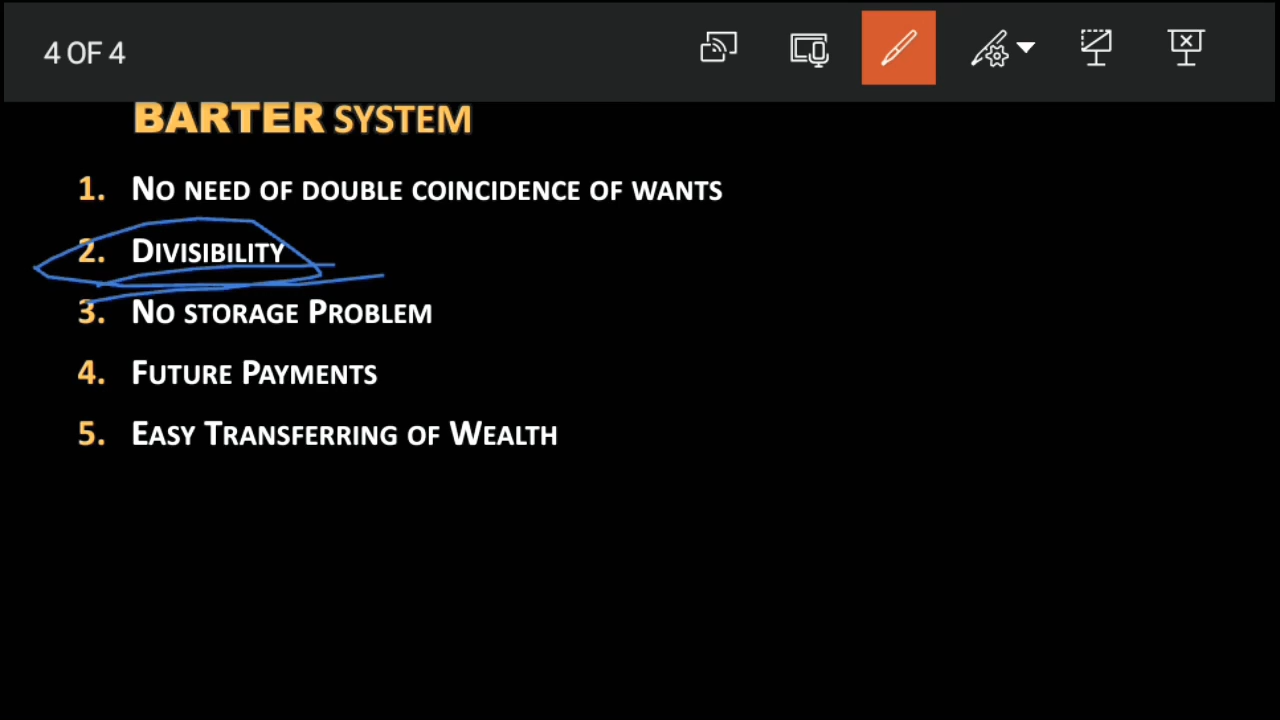 4 OF 4
BARTER SYSTEM
1. NO NEED OF DOUBLE COINCIDENCE OF WANTS
2. DIVISIBILITY
3. NO STORAGE PROBLEM
4. FUTURE PAYMENTS
5. EASY TRANSFERRING OF WEALTH